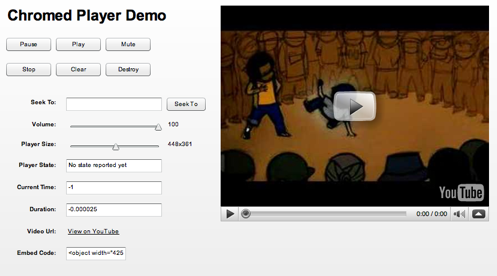 Chromed Player Demo
Pause Play Mute
Stop Clear Destroy
Seek To: Seek To
Volume: 100
Player Size: 448x361
Player State: No state reported yet
Current Time: -1
Duration: -0.000025
Video Url: View on YouTube
Embed Code: <object width="425
YouTube
0:00 / 0:00